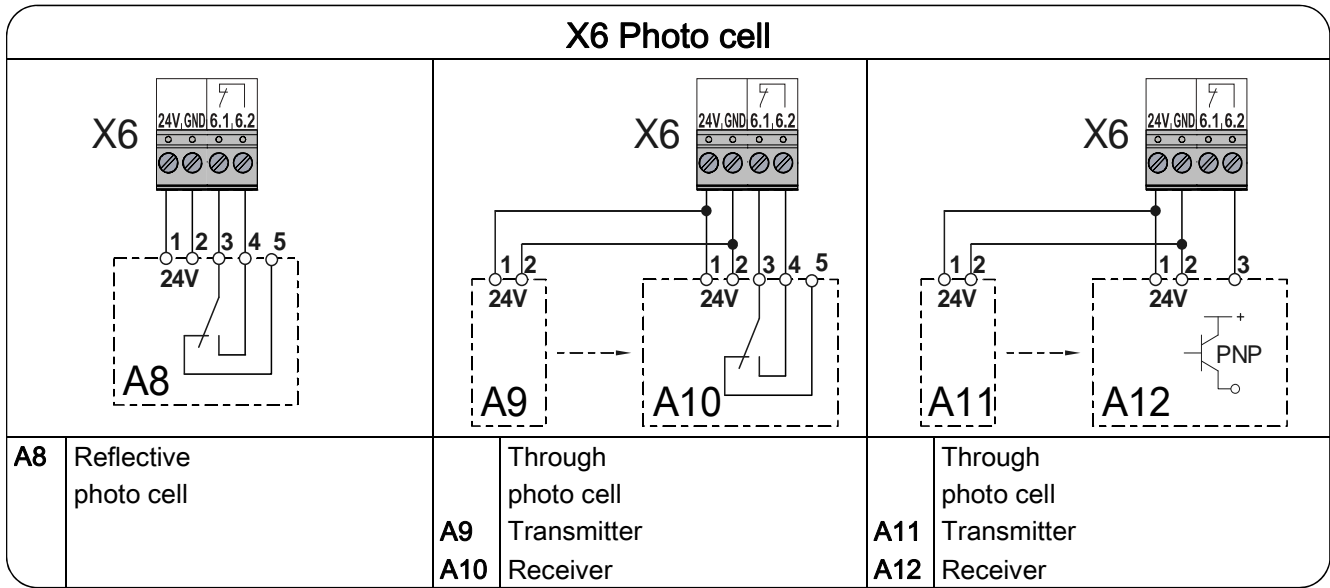 X6 Photo cell
X6
24V GND 6.1 6.2
1 2 3 4 5
24V
A8
X6
24V GND 6.1 6.2
1 2
24V
1 2 3 4 5
24V
A9
A10
X6
24V GND 6.1 6.2
1 2
24V
1 2 3
24V
+
PNP
A11
A12
A8 Reflective
photo cell
Through
photo cell
A9 Transmitter
A10 Receiver
Through
photo cell
A11 Transmitter
A12 Receiver